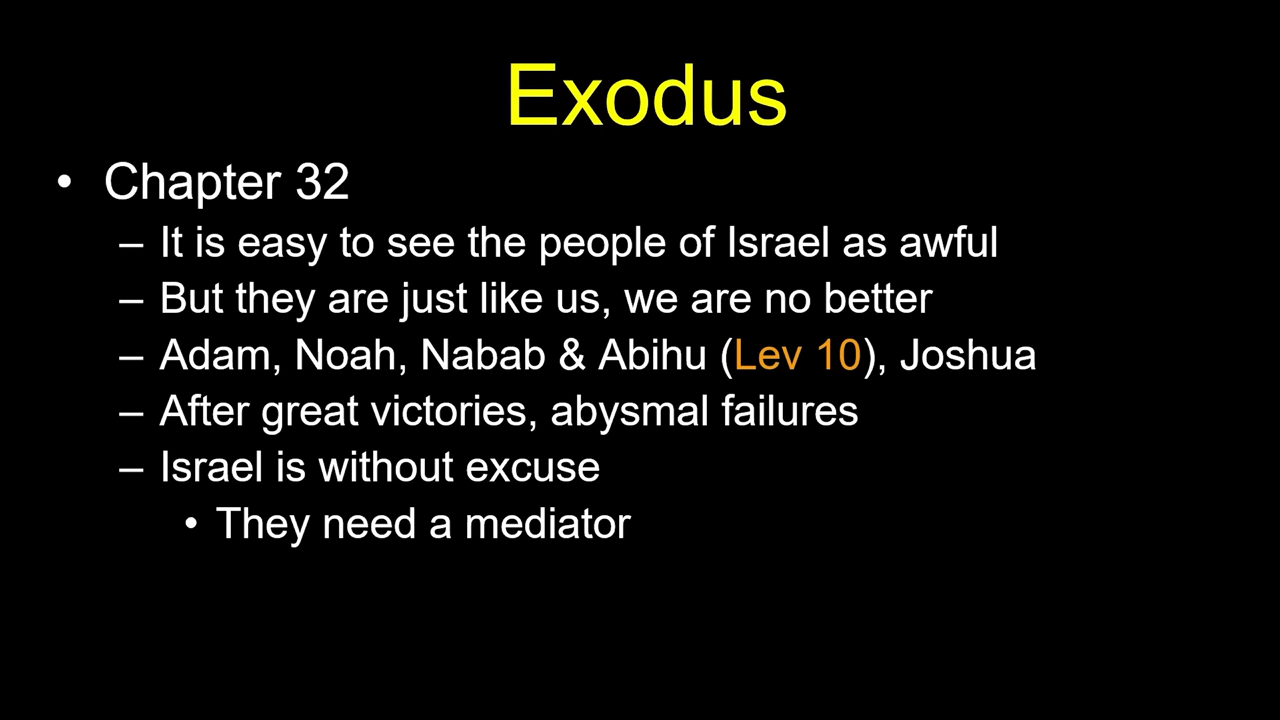 Exodus
• Chapter 32
– It is easy to see the people of Israel as awful
– But they are just like us, we are no better
– Adam, Noah, Nabab & Abihu (Lev 10), Joshua
– After great victories, abysmal failures
– Israel is without excuse
• They need a mediator